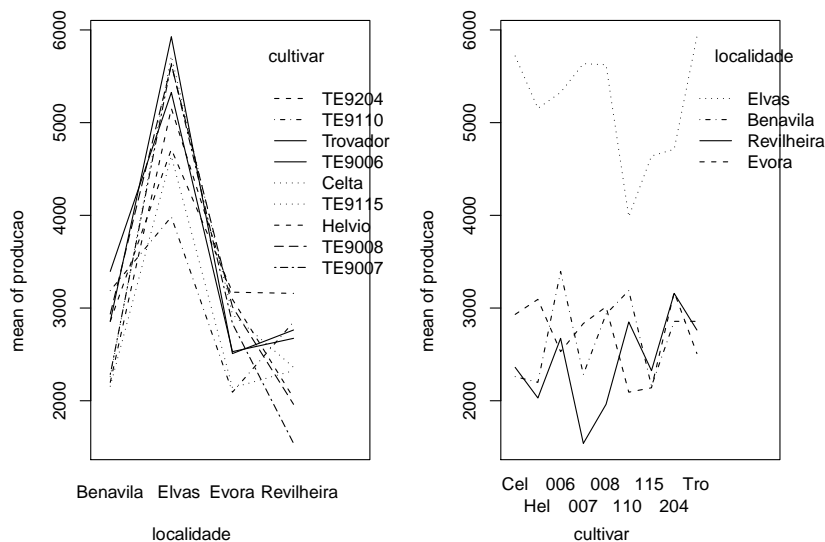 6000
5000
4000
3000
2000
mean of producao
cultivar
TE9204
TE9110
Trovador
TE9006
Celta
TE9115
Helvio
TE9008
TE9007
Benavila Elvas Evora Revilheira
localidade
6000
5000
4000
3000
2000
mean of producao
localidade
Elvas
Benavila
Revilheira
Evora
Cel 006 008 115 Tro
Hel 007 110 204
cultivar